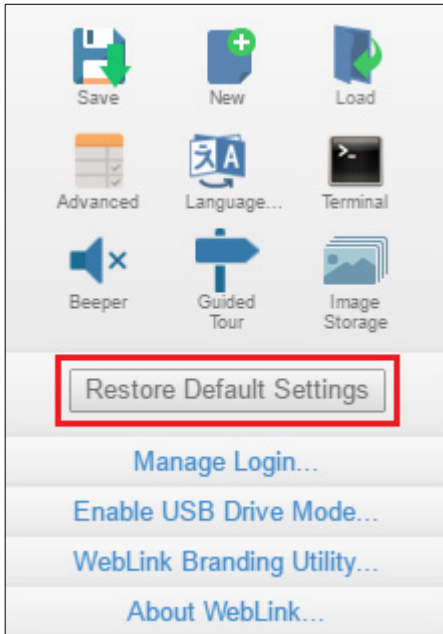 Save New Load
Advanced Language... Terminal
Beeper Guided Tour Image Storage
Restore Default Settings
Manage Login...
Enable USB Drive Mode...
WebLink Branding Utility...
About WebLink...